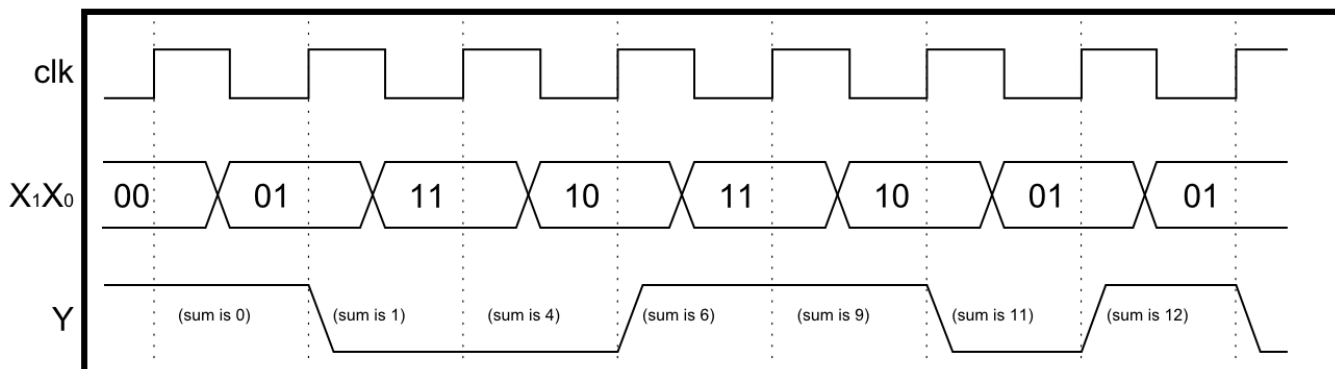 clk
X₁X₀ 00 01 11 10 11 10 01 01
Y (sum is 0) (sum is 1) (sum is 4) (sum is 6) (sum is 9) (sum is 11) (sum is 12)